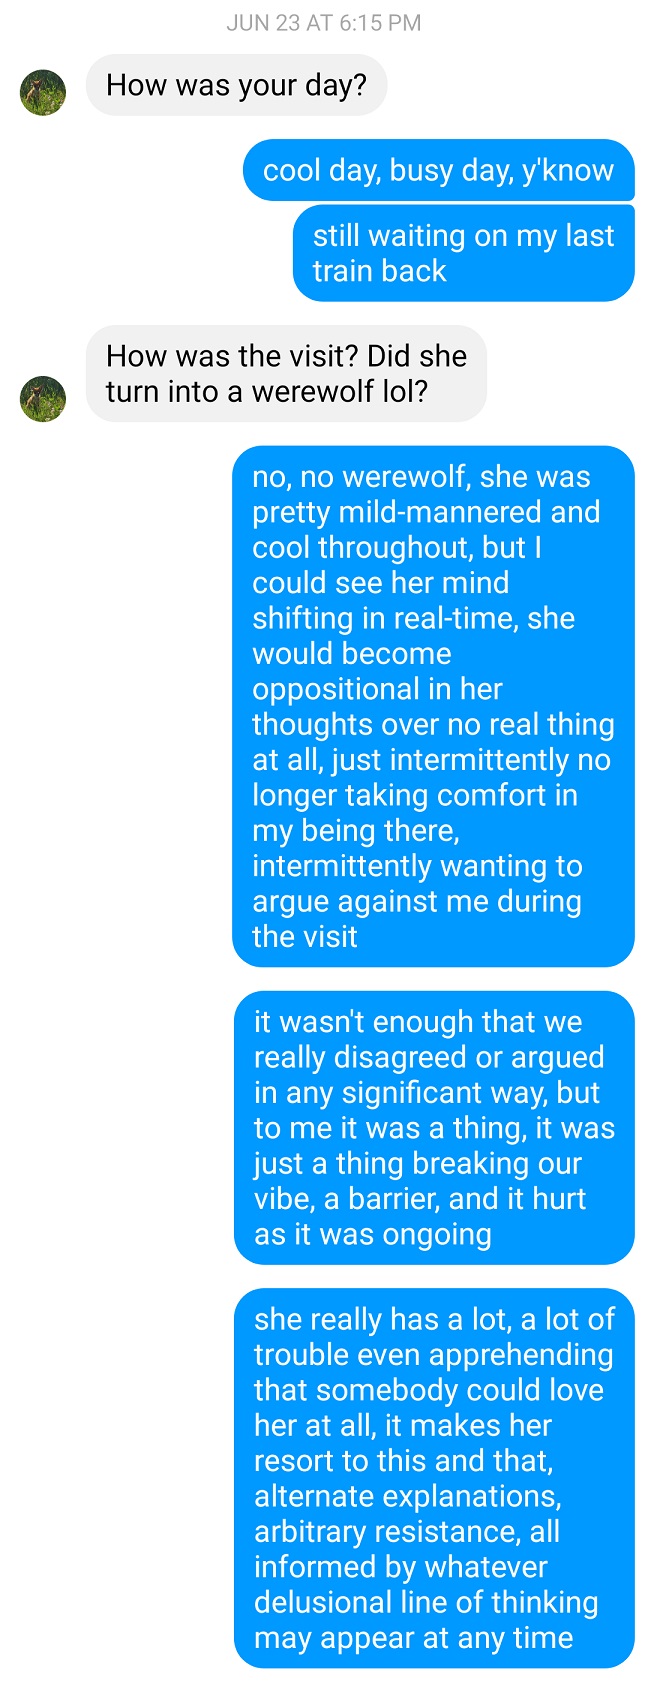 JUN 23 AT 6:15 PM
How was your day?
cool day, busy day, y'know
still waiting on my last
train back
How was the visit? Did she
turn into a werewolf lol?
no, no werewolf, she was
pretty mild-mannered and
cool throughout, but I
could see her mind
shifting in real-time, she
would become
oppositional in her
thoughts over no real thing
at all, just intermittently no
longer taking comfort in
my being there,
intermittently wanting to
argue against me during
the visit
it wasn't enough that we
really disagreed or argued
in any significant way, but
to me it was a thing, it was
just a thing breaking our
vibe, a barrier, and it hurt
as it was ongoing
she really has a lot, a lot of
trouble even apprehending
that somebody could love
her at all, it makes her
resort to this and that,
alternate explanations,
arbitrary resistance, all
informed by whatever
delusional line of thinking
may appear at any time